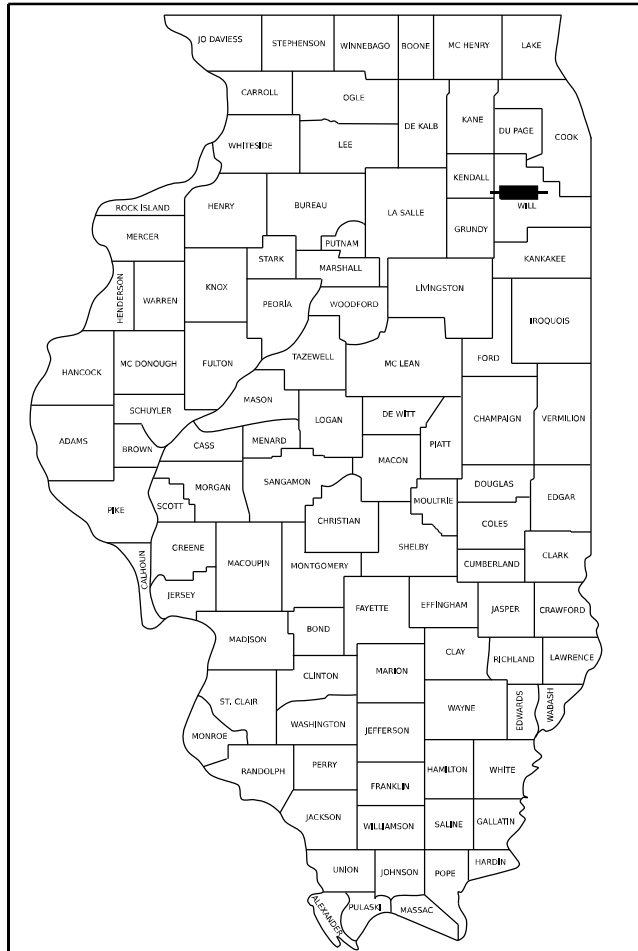 JO DAVIESS
STEPHENSON
WINNEBAGO
BOONE
MC HENRY
LAKE
CARROLL
OGLE
DE KALB
KANE
DU PAGE
COOK
WHITESIDE
LEE
KENDALL
WILL
ROCK ISLAND
HENRY
BUREAU
LA SALLE
GRUNDY
MERCER
PUTNAM
STARK
MARSHALL
KANKAKEE
HENDERSON
WARREN
KNOX
PEORIA
WOODFORD
LIVINGSTON
IROQUOIS
HANCOCK
MC DONOUGH
FULTON
TAZEWELL
MC LEAN
FORD
MASON
SCHUYLER
LOGAN
DE WITT
CHAMPAIGN
VERMILION
ADAMS
BROWN
CASS
MENARD
PIATT
MACON
PIKE
SCOTT
MORGAN
SANGAMON
MOULTRIE
DOUGLAS
EDGAR
CHRISTIAN
COLES
CALHOUN
GREENE
MACOUPIN
MONTGOMERY
SHELBY
CUMBERLAND
CLARK
JERSEY
FAYETTE
EFFINGHAM
JASPER
CRAWFORD
MADISON
BOND
CLAY
RICHLAND
LAWRENCE
CLINTON
MARION
ST. CLAIR
WAYNE
EDWARDS
WABASH
MONROE
WASHINGTON
JEFFERSON
RANDOLPH
PERRY
HAMILTON
WHITE
FRANKLIN
JACKSON
WILLIAMSON
SALINE
GALLATIN
UNION
JOHNSON
POPE
HARDIN
ALEXANDER
PULASKI
MASSAC